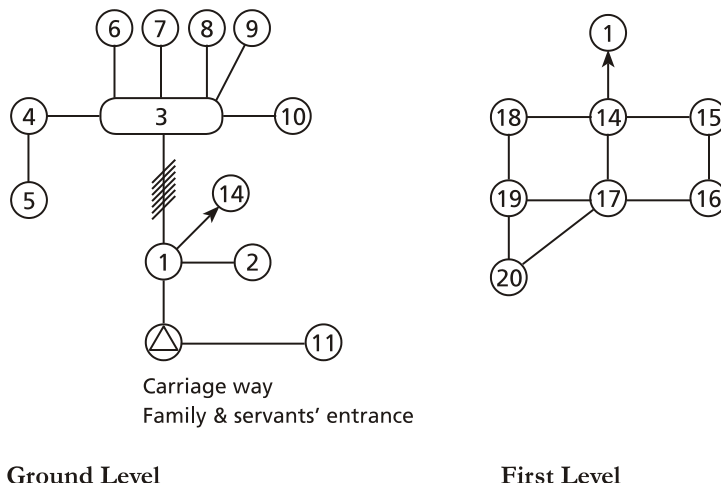 6 7 8 9
4 3 10
5
14
1 2
11
Carriage way
Family & servants' entrance
Ground Level
1
18 14 15
19 17 16
20
First Level